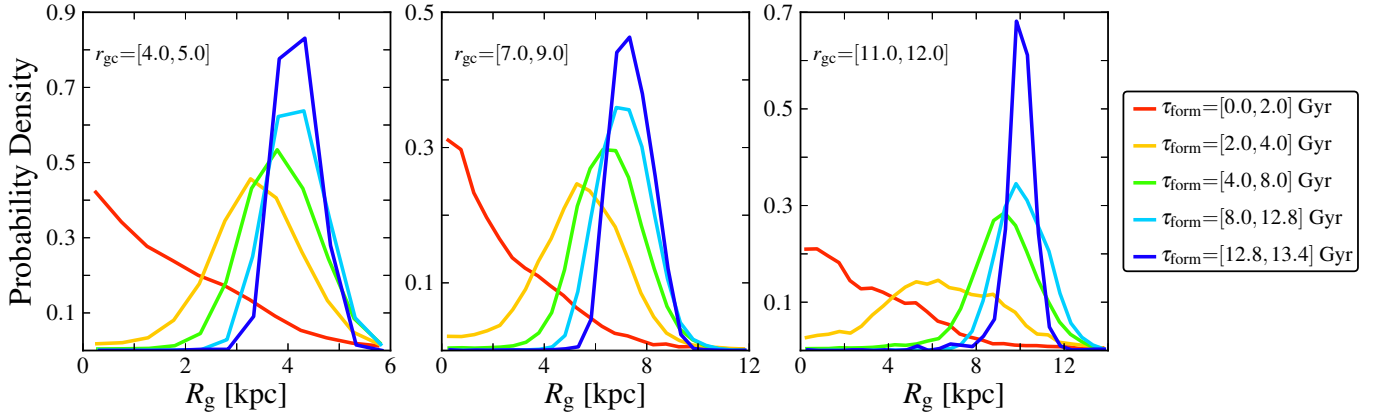 Probability Density
0.9
0.7
0.5
0.3
0.1
0 2 4 6
R_g [kpc]
r_gc=[4.0,5.0]
0.5
0.3
0.1
0 4 8 12
R_g [kpc]
r_gc=[7.0,9.0]
0.7
0.5
0.3
0.1
0 4 8 12
R_g [kpc]
r_gc=[11.0,12.0]
τ_form=[0.0,2.0] Gyr
τ_form=[2.0,4.0] Gyr
τ_form=[4.0,8.0] Gyr
τ_form=[8.0,12.8] Gyr
τ_form=[12.8,13.4] Gyr